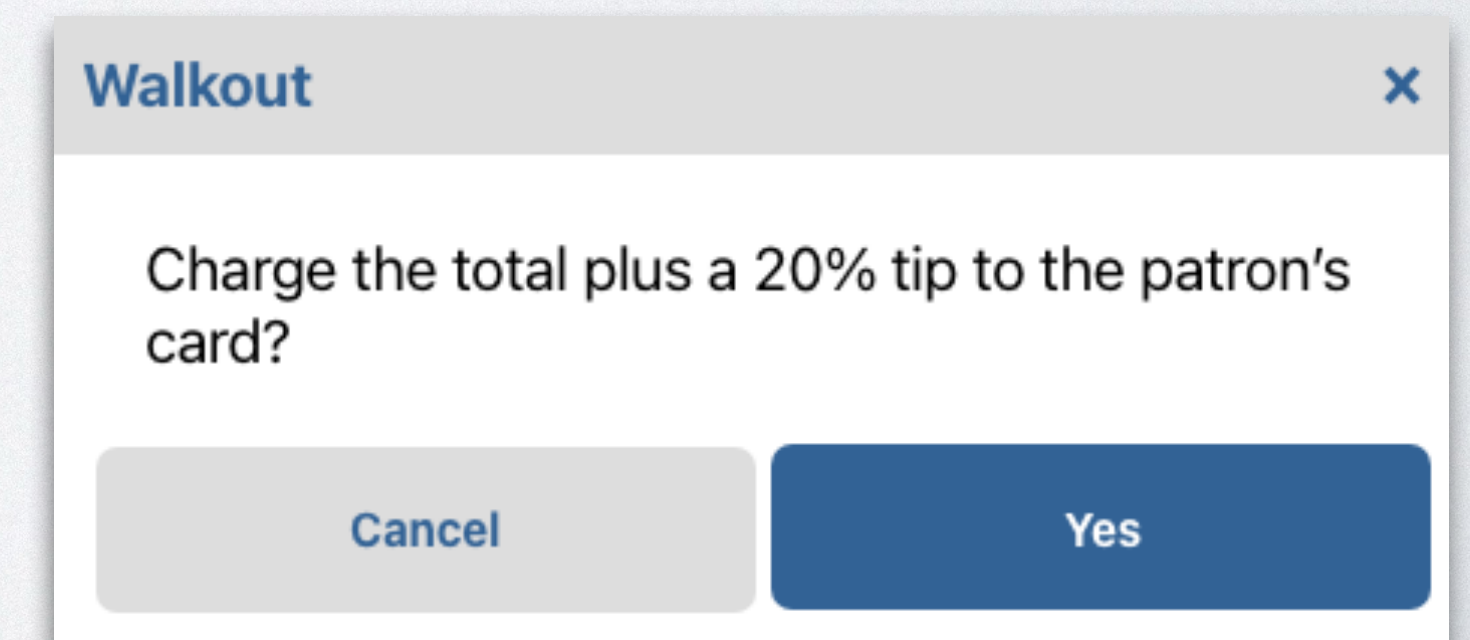 Walkout ×
Charge the total plus a 20% tip to the patron’s
card?
Cancel Yes